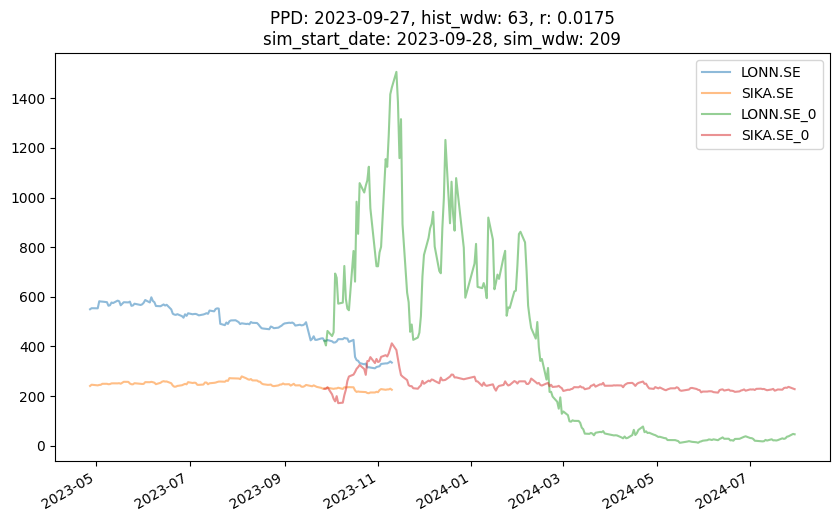 PPD: 2023-09-27, hist_wdw: 63, r: 0.0175
sim_start_date: 2023-09-28, sim_wdw: 209
LONN.SE
SIKA.SE
LONN.SE_0
SIKA.SE_0
1400
1200
1000
800
600
400
200
0
2023-05
2023-07
2023-09
2023-11
2024-01
2024-03
2024-05
2024-07